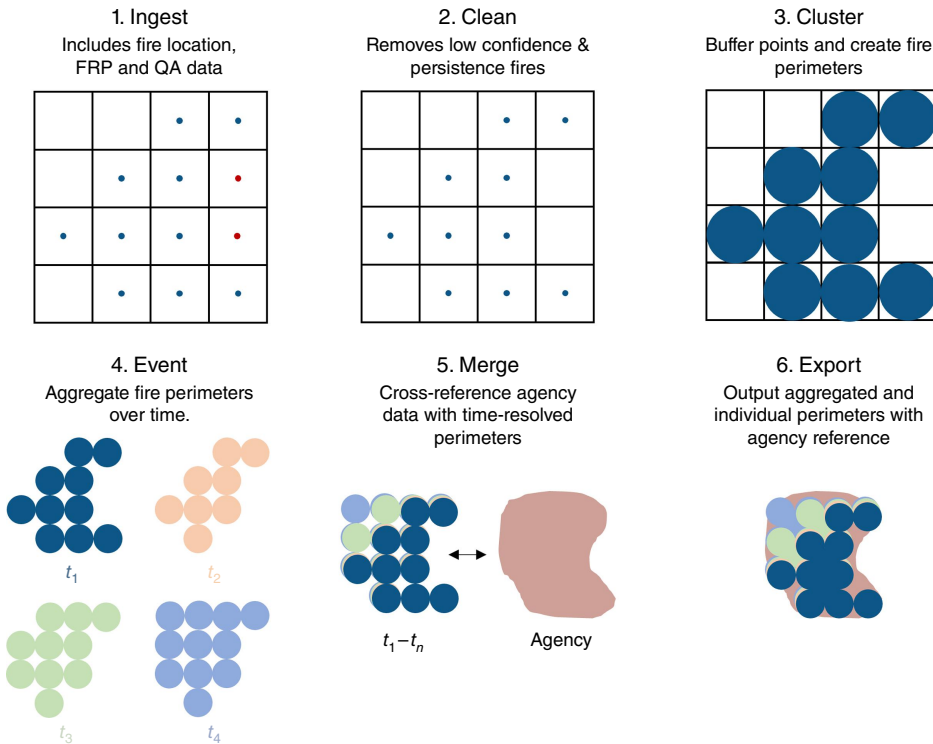 1. Ingest
Includes fire location,
FRP and QA data
2. Clean
Removes low confidence &
persistence fires
3. Cluster
Buffer points and create fire
perimeters
4. Event
Aggregate fire perimeters
over time.
t1
t2
t3
t4
5. Merge
Cross-reference agency
data with time-resolved
perimeters
t1–tn
Agency
6. Export
Output aggregated and
individual perimeters with
agency reference